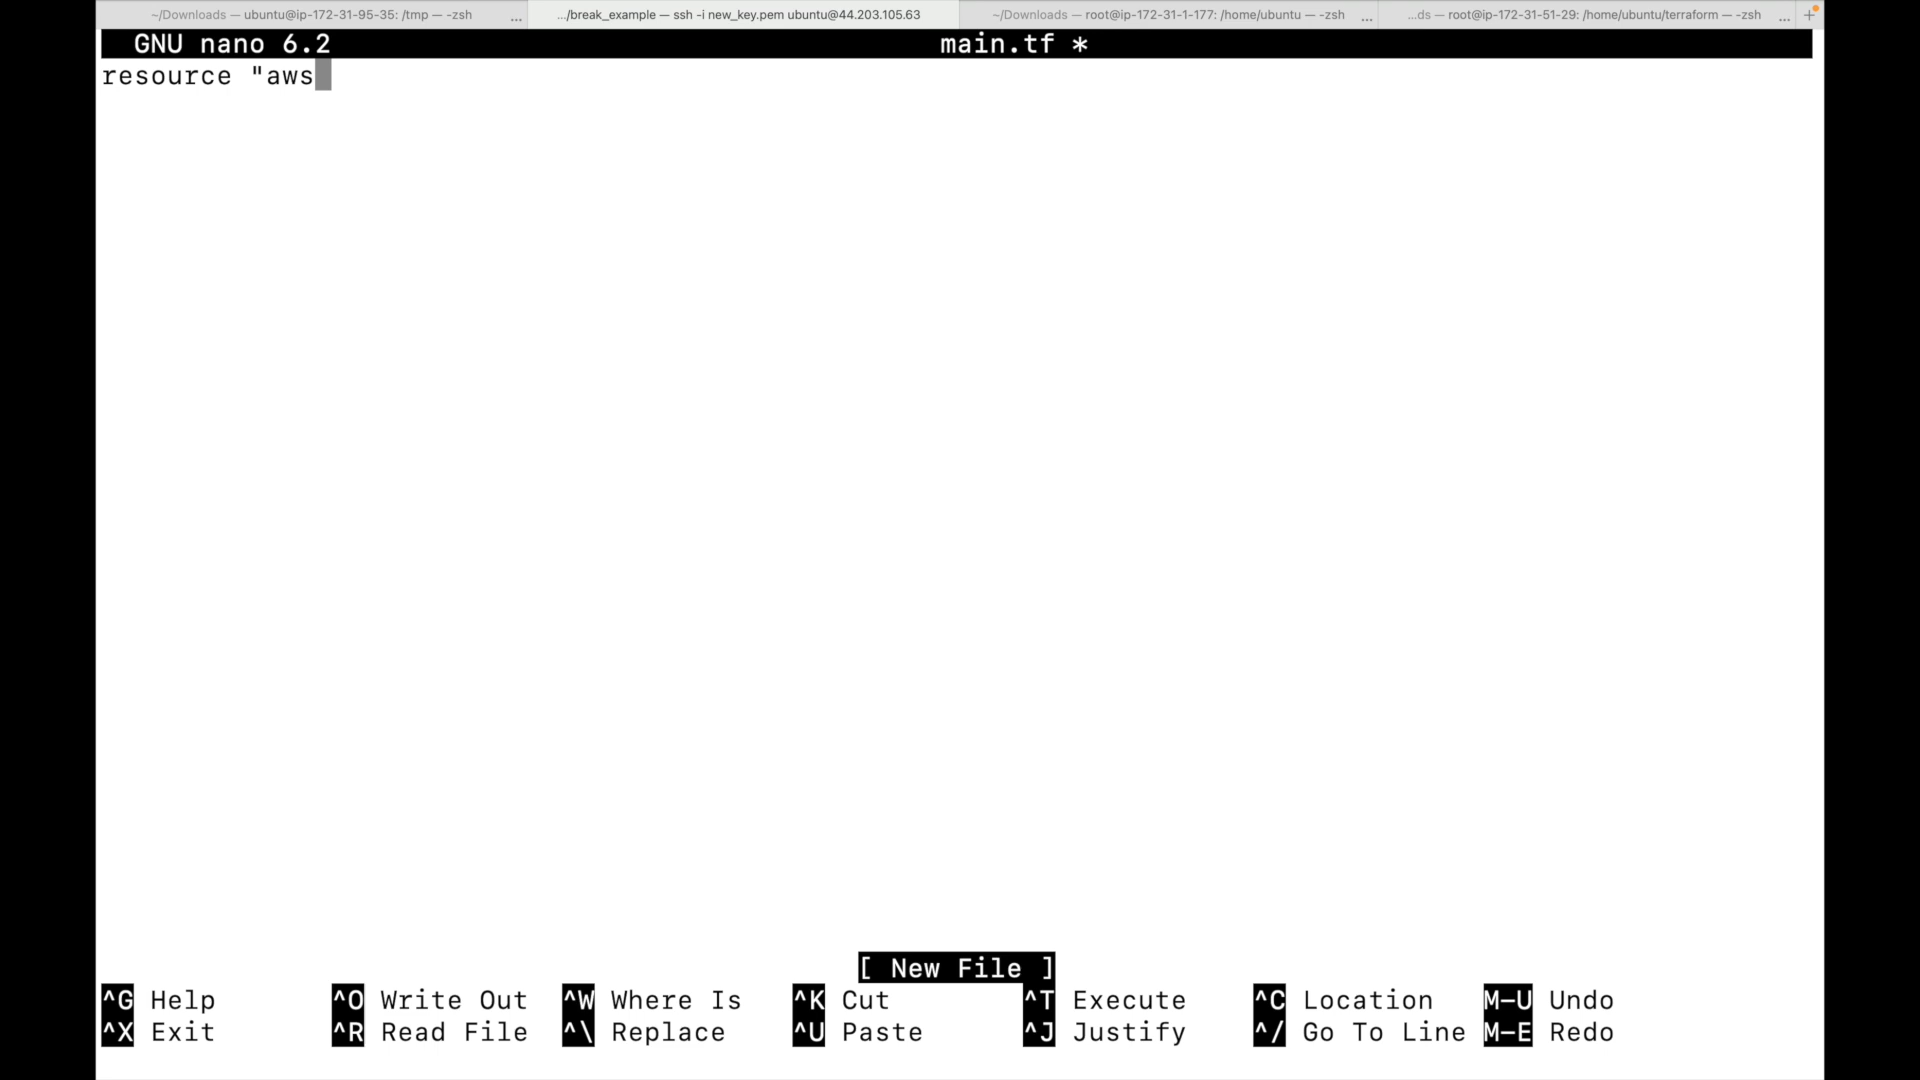 ~/Downloads — ubuntu@ip-172-31-95-35: /tmp — -zsh ... .../break_example — ssh -i new_key.pem ubuntu@44.203.105.63 ~/Downloads — root@ip-172-31-1-177: /home/ubuntu — -zsh ... ...ds — root@ip-172-31-51-29: /home/ubuntu/terraform — -zsh ... +
GNU nano 6.2 main.tf *
resource "aws
[ New File ]
^G Help ^O Write Out ^W Where Is ^K Cut ^T Execute ^C Location M-U Undo
^X Exit ^R Read File ^\ Replace ^U Paste ^J Justify ^/ Go To Line M-E Redo